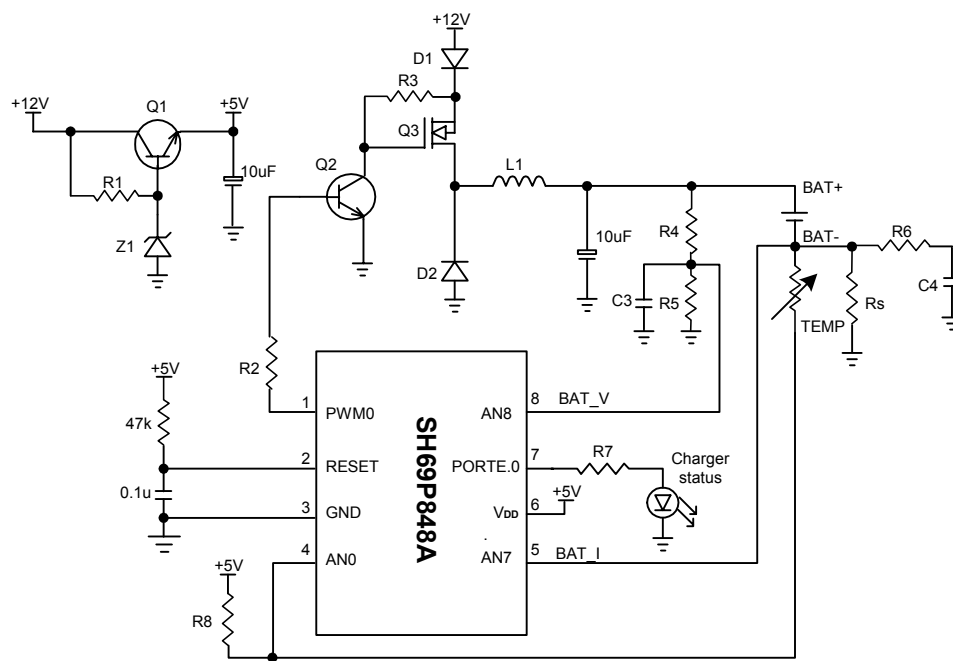 +12V
D1
R3
+12V
Q1
+5V
Q3
10uF
Q2
L1
BAT+
R1
R4
BAT-
R6
Z1
10uF
D2
C3
R5
C4
TEMP
Rs
R2
+5V
1
PWM0
8
BAT_V
AN8
47k
SH69P848A
7
R7
Charger
status
2
RESET
PORTE.0
+5V
0.1u
3
GND
6
VDD
4
AN0
5
BAT_I
AN7
+5V
R8